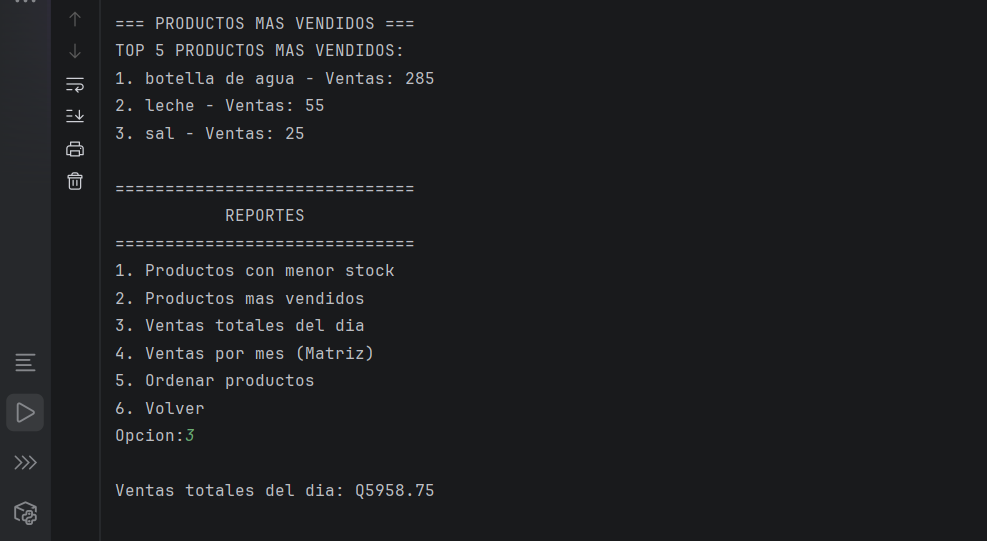 === PRODUCTOS MAS VENDIDOS ===
TOP 5 PRODUCTOS MAS VENDIDOS:
1. botella de agua - Ventas: 285
2. leche - Ventas: 55
3. sal - Ventas: 25
==============================
REPORTES
==============================
1. Productos con menor stock
2. Productos mas vendidos
3. Ventas totales del dia
4. Ventas por mes (Matriz)
5. Ordenar productos
6. Volver
Opcion:3
Ventas totales del dia: Q5958.75